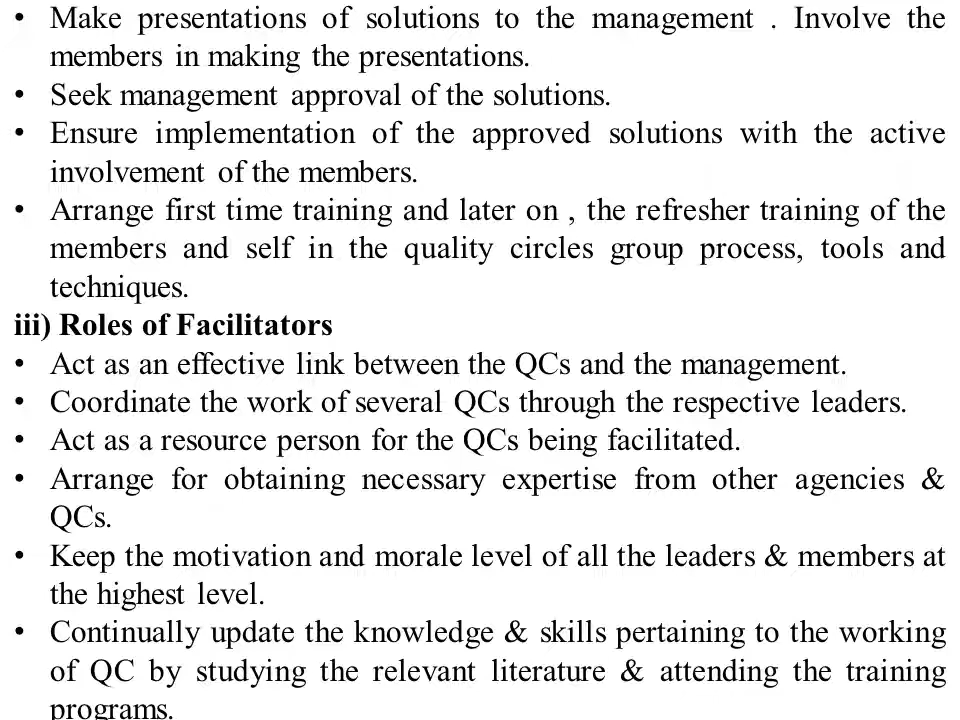 • Make presentations of solutions to the management . Involve the
members in making the presentations.
• Seek management approval of the solutions.
• Ensure implementation of the approved solutions with the active
involvement of the members.
• Arrange first time training and later on , the refresher training of the
members and self in the quality circles group process, tools and
techniques.
iii) Roles of Facilitators
• Act as an effective link between the QCs and the management.
• Coordinate the work of several QCs through the respective leaders.
• Act as a resource person for the QCs being facilitated.
• Arrange for obtaining necessary expertise from other agencies &
QCs.
• Keep the motivation and morale level of all the leaders & members at
the highest level.
• Continually update the knowledge & skills pertaining to the working
of QC by studying the relevant literature & attending the training
programs.